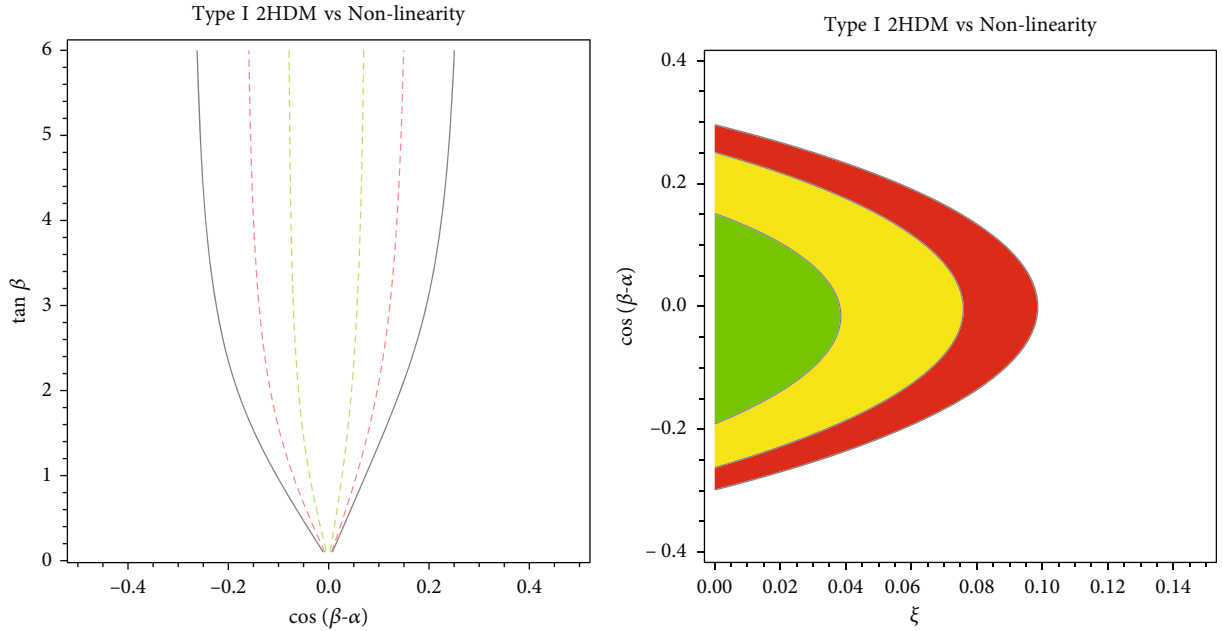 Type I 2HDM vs Non-linearity
6
5
4
3
2
1
0
tan β
−0.4 −0.2 0.0 0.2 0.4
cos (β-α)
Type I 2HDM vs Non-linearity
0.4
0.2
0.0
−0.2
− 0.4
cos (β-α)
0.00 0.02 0.04 0.06 0.08 0.10 0.12 0.14
ξ